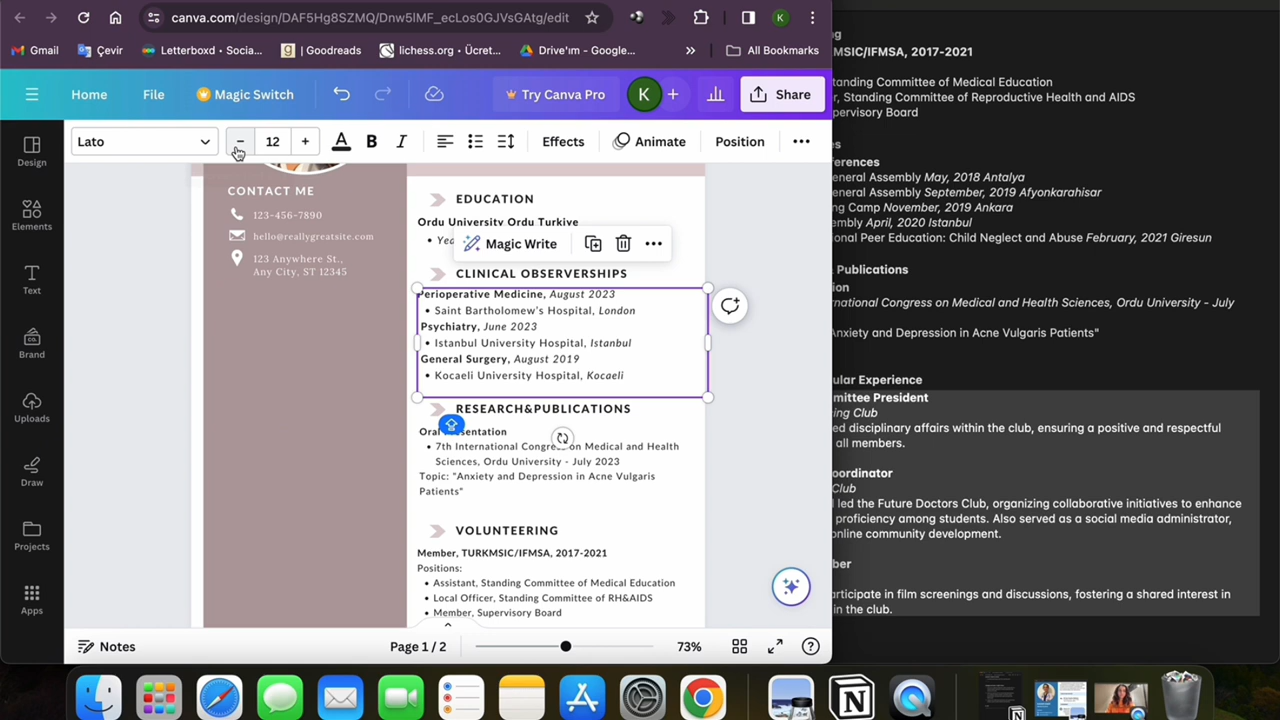 canva.com/design/DAF5Hg8SZMQ/Dnw5lMF_ecLos0GJVsGAtg/edit
K
Gmail
Çevir
Letterboxd • Socia...
| Goodreads
lichess.org • Ücret...
Drive'ım – Google...
»
All Bookmarks
Home
File
Magic Switch
Try Canva Pro
K
+
Share
Lato
−
12
+
A
B
I
Effects
Animate
Position
Design
Elements
Text
Brand
Uploads
Draw
Projects
Apps
CONTACT ME
123-456-7890
hello@reallygreatsite.com
123 Anywhere St.,
Any City, ST 12345
EDUCATION
Ordu University Ordu Turkiye
Magic Write
CLINICAL OBSERVERSHIPS
Perioperative Medicine, August 2023
• Saint Bartholomew's Hospital, London
Psychiatry, June 2023
• Istanbul University Hospital, Istanbul
General Surgery, August 2019
• Kocaeli University Hospital, Kocaeli
RESEARCH&PUBLICATIONS
• 7th International Congress on Medical and Health
Sciences, Ordu University - July 2023
Topic: "Anxiety and Depression in Acne Vulgaris
Patients"
VOLUNTEERING
Member, TURKMSIC/IFMSA, 2017-2021
Positions:
• Assistant, Standing Committee of Medical Education
• Local Officer, Standing Committee of RH&AIDS
• Member, Supervisory Board
Notes
Page 1 / 2
73%
MSIC/IFMSA, 2017-2021
tanding Committee of Medical Education
, Standing Committee of Reproductive Health and AIDS
pervisory Board
ferences
eneral Assembly May, 2018 Antalya
eneral Assembly September, 2019 Afyonkarahisar
ng Camp November, 2019 Ankara
embly April, 2020 Istanbul
onal Peer Education: Child Neglect and Abuse February, 2021 Giresun
Publications
rnational Congress on Medical and Health Sciences, Ordu University - July
nxiety and Depression in Acne Vulgaris Patients"
ular Experience
mmittee President
ing Club
ed disciplinary affairs within the club, ensuring a positive and respectful
all members.
oordinator
Club
led the Future Doctors Club, organizing collaborative initiatives to enhance
proficiency among students. Also served as a social media administrator,
online community development.
ber
articipate in film screenings and discussions, fostering a shared interest in
in the club.